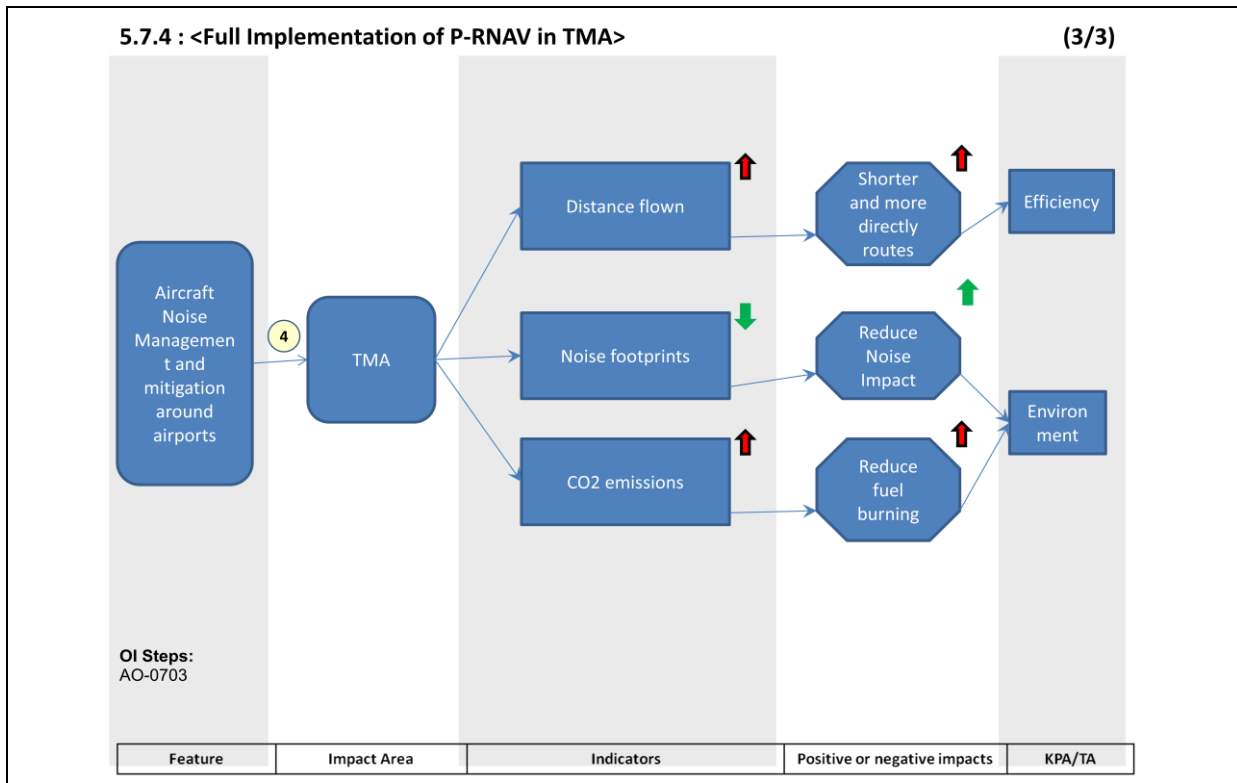 5.7.4 : <Full Implementation of P-RNAV in TMA>
(3/3)
Aircraft
Noise
Managemen
t and
mitigation
around
airports
4
TMA
Distance flown
Shorter
and more
directly
routes
Efficiency
Noise footprints
Reduce
Noise
Impact
Environ
ment
CO2 emissions
Reduce
fuel
burning
OI Steps:
AO-0703
Feature
Impact Area
Indicators
Positive or negative impacts
KPA/TA